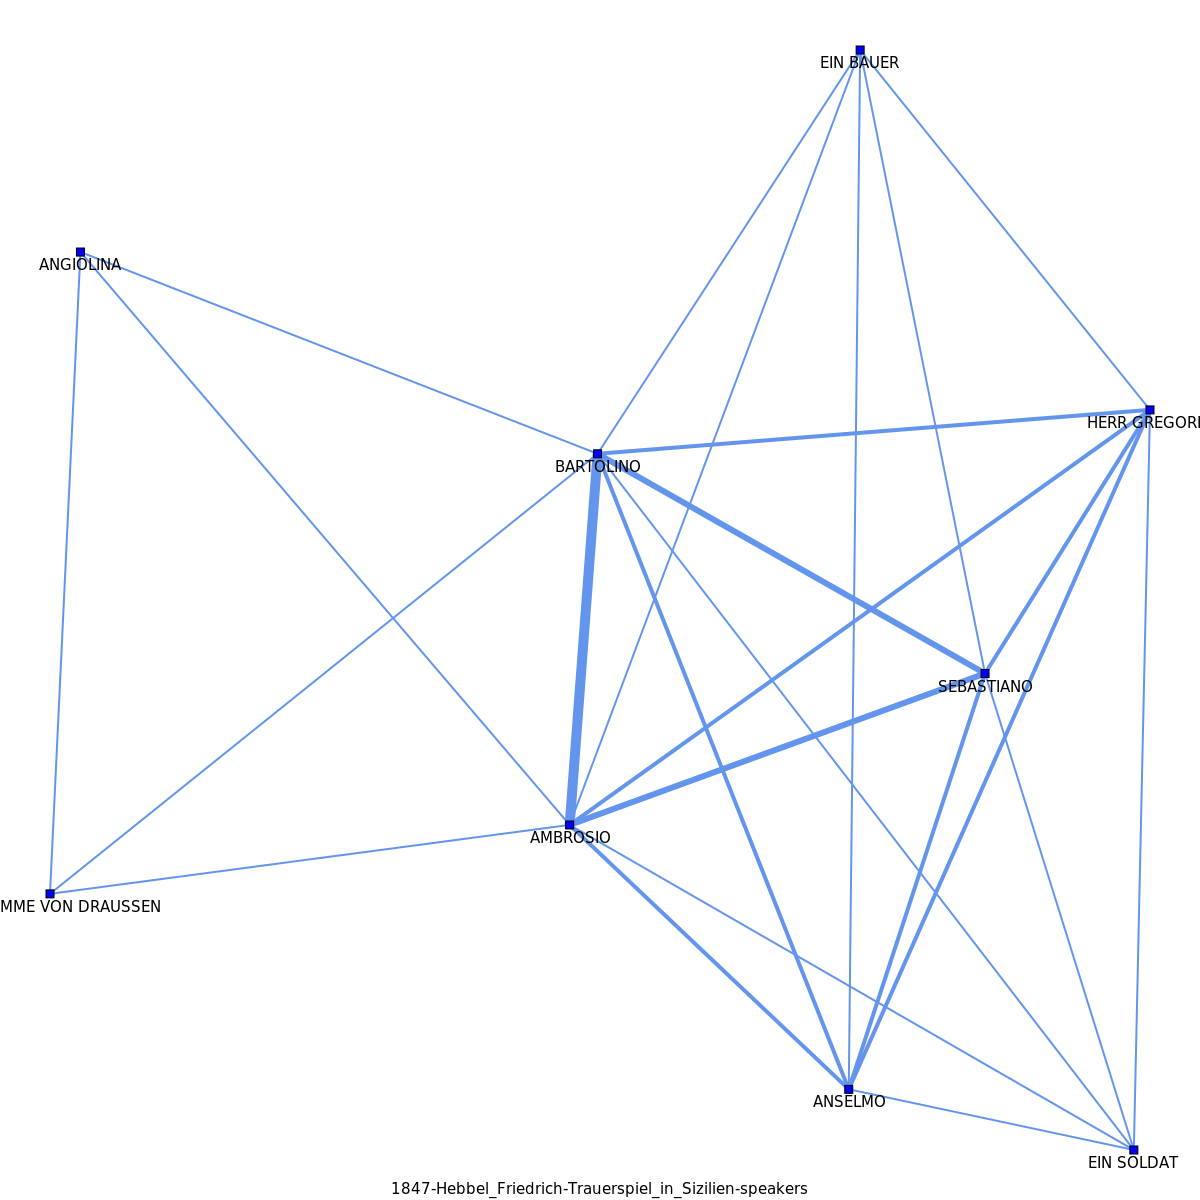 EIN BAUER
ANGIOLINA
HERR GREGORI
BARTOLINO
SEBASTIANO
AMBROSIO
MME VON DRAUSSEN
ANSELMO
EIN SOLDAT
1847-Hebbel_Friedrich-Trauerspiel_in_Sizilien-speakers